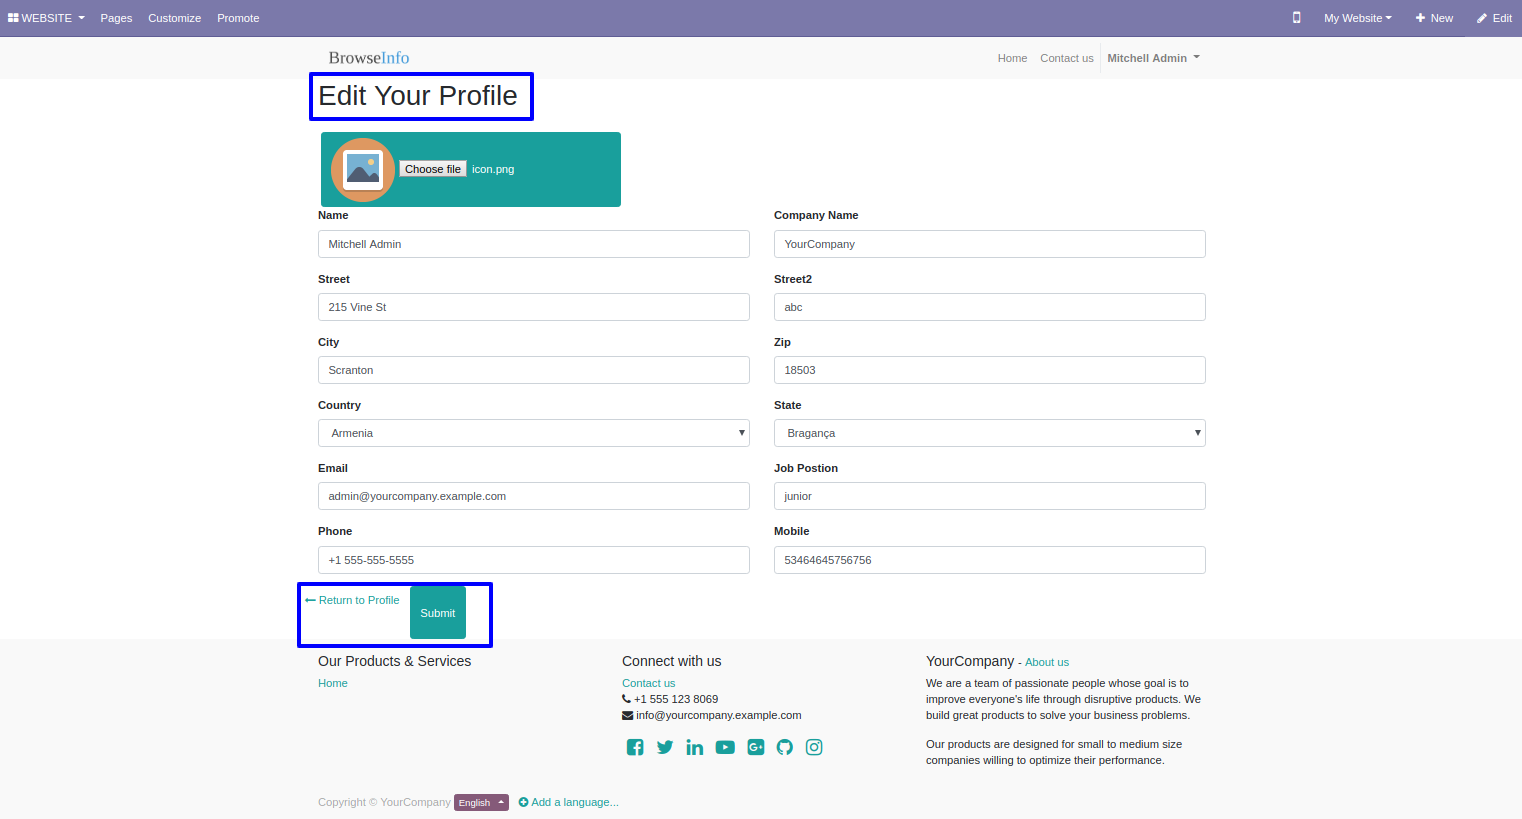 WEBSITE Pages Customize Promote My Website New Edit
BrowseInfo Home Contact us Mitchell Admin
Edit Your Profile
Choose file icon.png
Name Company Name
Mitchell Admin YourCompany
Street Street2
215 Vine St abc
City Zip
Scranton 18503
Country State
Armenia Bragança
Email Job Postion
admin@yourcompany.example.com junior
Phone Mobile
+1 555-555-5555 53464645756756
Return to Profile Submit
Our Products & Services
Home
Connect with us
Contact us
+1 555 123 8069
info@yourcompany.example.com
YourCompany - About us
We are a team of passionate people whose goal is to
improve everyone's life through disruptive products. We
build great products to solve your business problems.
Our products are designed for small to medium size
companies willing to optimize their performance.
Copyright © YourCompany English Add a language...